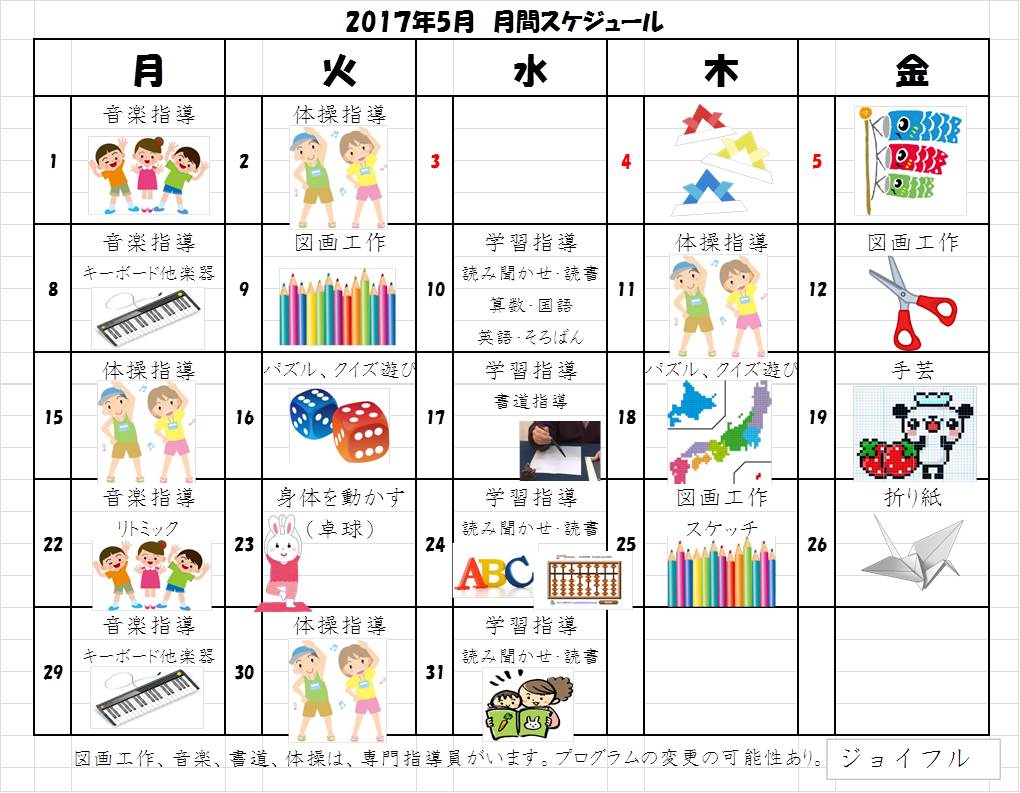 2017年5月 月間スケジュール
月 火 水 木 金
1 音楽指導
2 体操指導
3
4
5
8 音楽指導
キーボード他楽器
9 図画工作
10 学習指導
読み聞かせ・読書
算数・国語
英語・そろばん
11 体操指導
12 図画工作
15 体操指導
16 パズル、クイズ遊び
17 学習指導
書道指導
18 パズル、クイズ遊び
19 手芸
22 音楽指導
リトミック
23 身体を動かす
（卓球）
24 学習指導
読み聞かせ・読書
ABC
25 図画工作
スケッチ
26 折り紙
29 音楽指導
キーボード他楽器
30 体操指導
31 学習指導
読み聞かせ・読書
図画工作、音楽、書道、体操は、専門指導員がいます。プログラムの変更の可能性あり。
ジョイフル